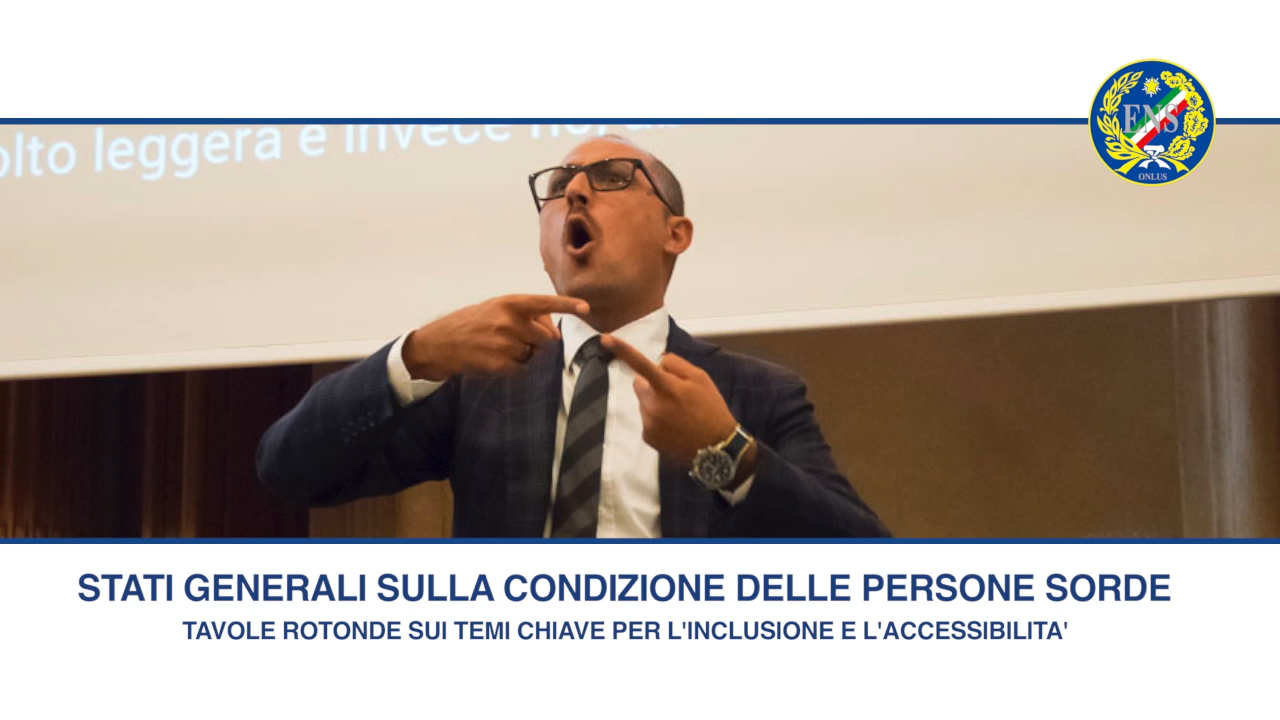 olto leggera e invece
ENS
ONLUS
STATI GENERALI SULLA CONDIZIONE DELLE PERSONE SORDE
TAVOLE ROTONDE SUI TEMI CHIAVE PER L'INCLUSIONE E L'ACCESSIBILITA'